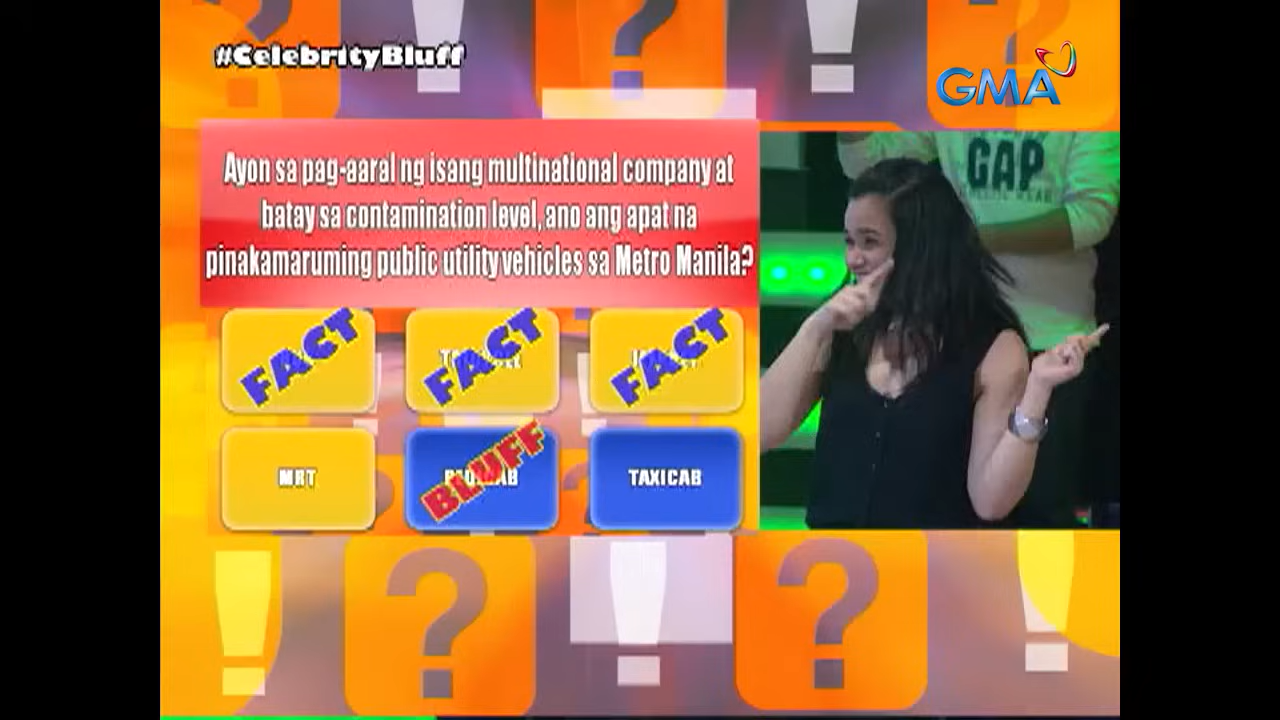 #CelebrityBluff
GMA
GAP
Ayon sa pag-aaral ng isang multinational company at
batay sa contamination level, ano ang apat na
pinakamaruming public utility vehicles sa Metro Manila?
FACT
FACT
FACT
MRT
BLUFF
TAXICAB